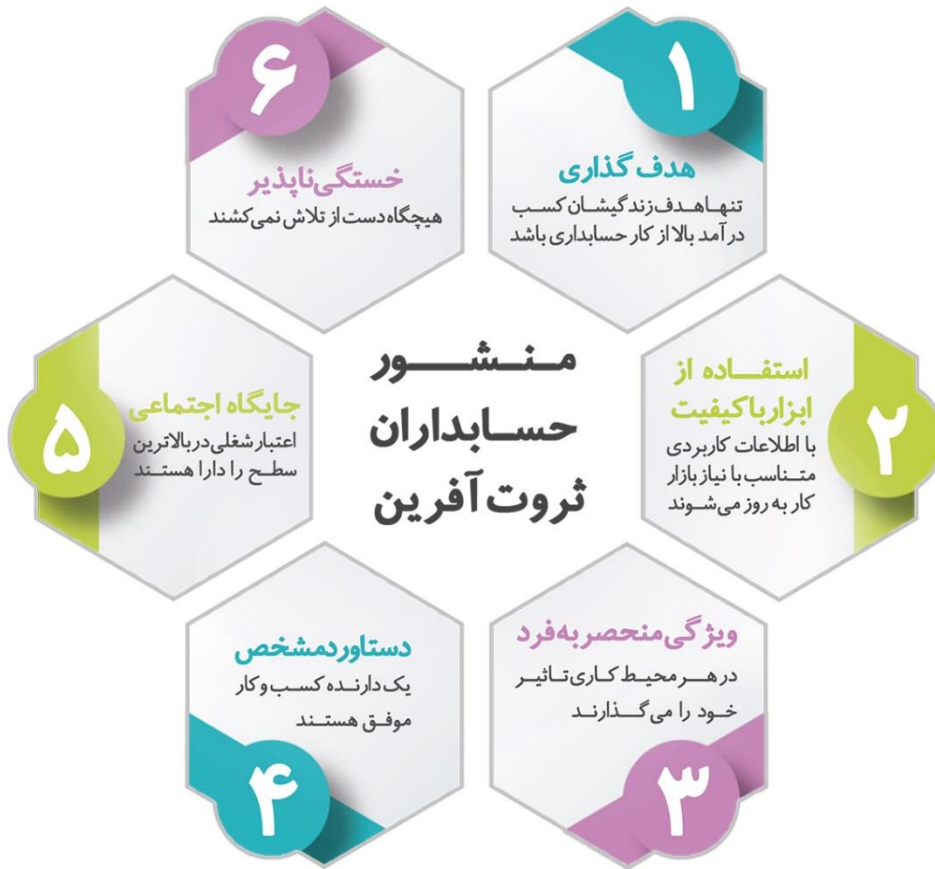 منشور
حسابداران
ثروت آفرین
۱
هدف گذاری
تنها هدف زندگیشان کسب
درآمد بالا از کار حسابداری باشد
۲
استفاده از
ابزار با کیفیت
با اطلاعات کاربردی
متناسب با نیاز بازار
کار به روز می‌شوند
۳
ویژگی منحصر به فرد
در هر محیط کاری تاثیر
خود را می‌گذارند
۴
دستاورد مشخص
یک دارنده کسب و کار
موفق هستند
۵
جایگاه اجتماعی
اعتبار شغلی در بالاترین
سطح را دارا هستند
۶
خستگی ناپذیر
هیچگاه دست از تلاش نمی‌کشند